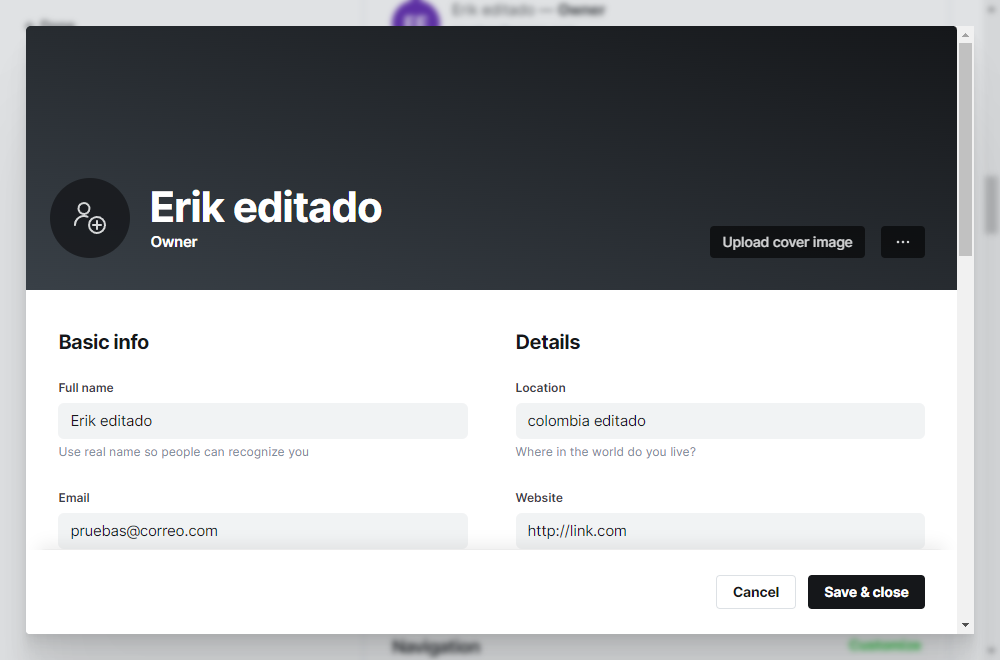 Erik editado — Owner
Erik editado
Owner
Upload cover image
...
Basic info
Details
Full name
Location
Erik editado
colombia editado
Use real name so people can recognize you
Where in the world do you live?
Email
Website
pruebas@correo.com
http://link.com
Cancel
Save & close
Navigation
Customize